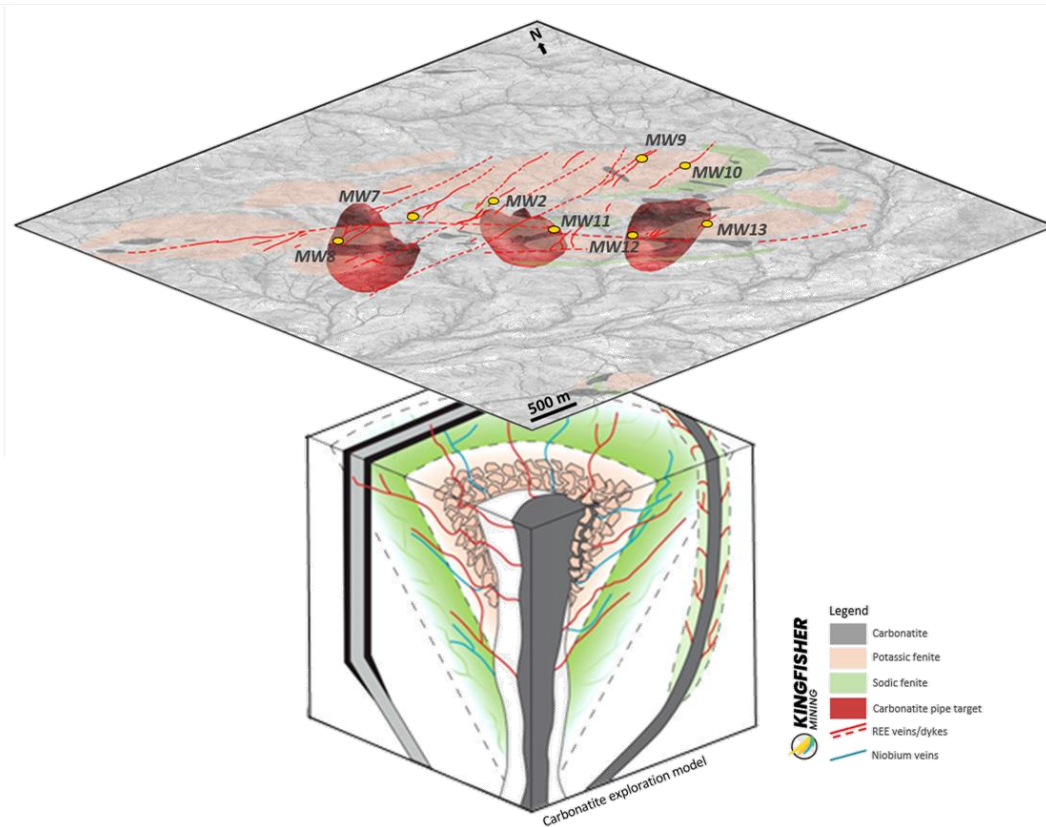 N
MW9
MW10
MW7
MW2
MW11
MW13
MW12
MW8
500 m
Carbonatite exploration model
KINGFISHER
MINING
Legend
Carbonatite
Potassic fenite
Sodic fenite
Carbonatite pipe target
REE veins/dykes
Niobium veins